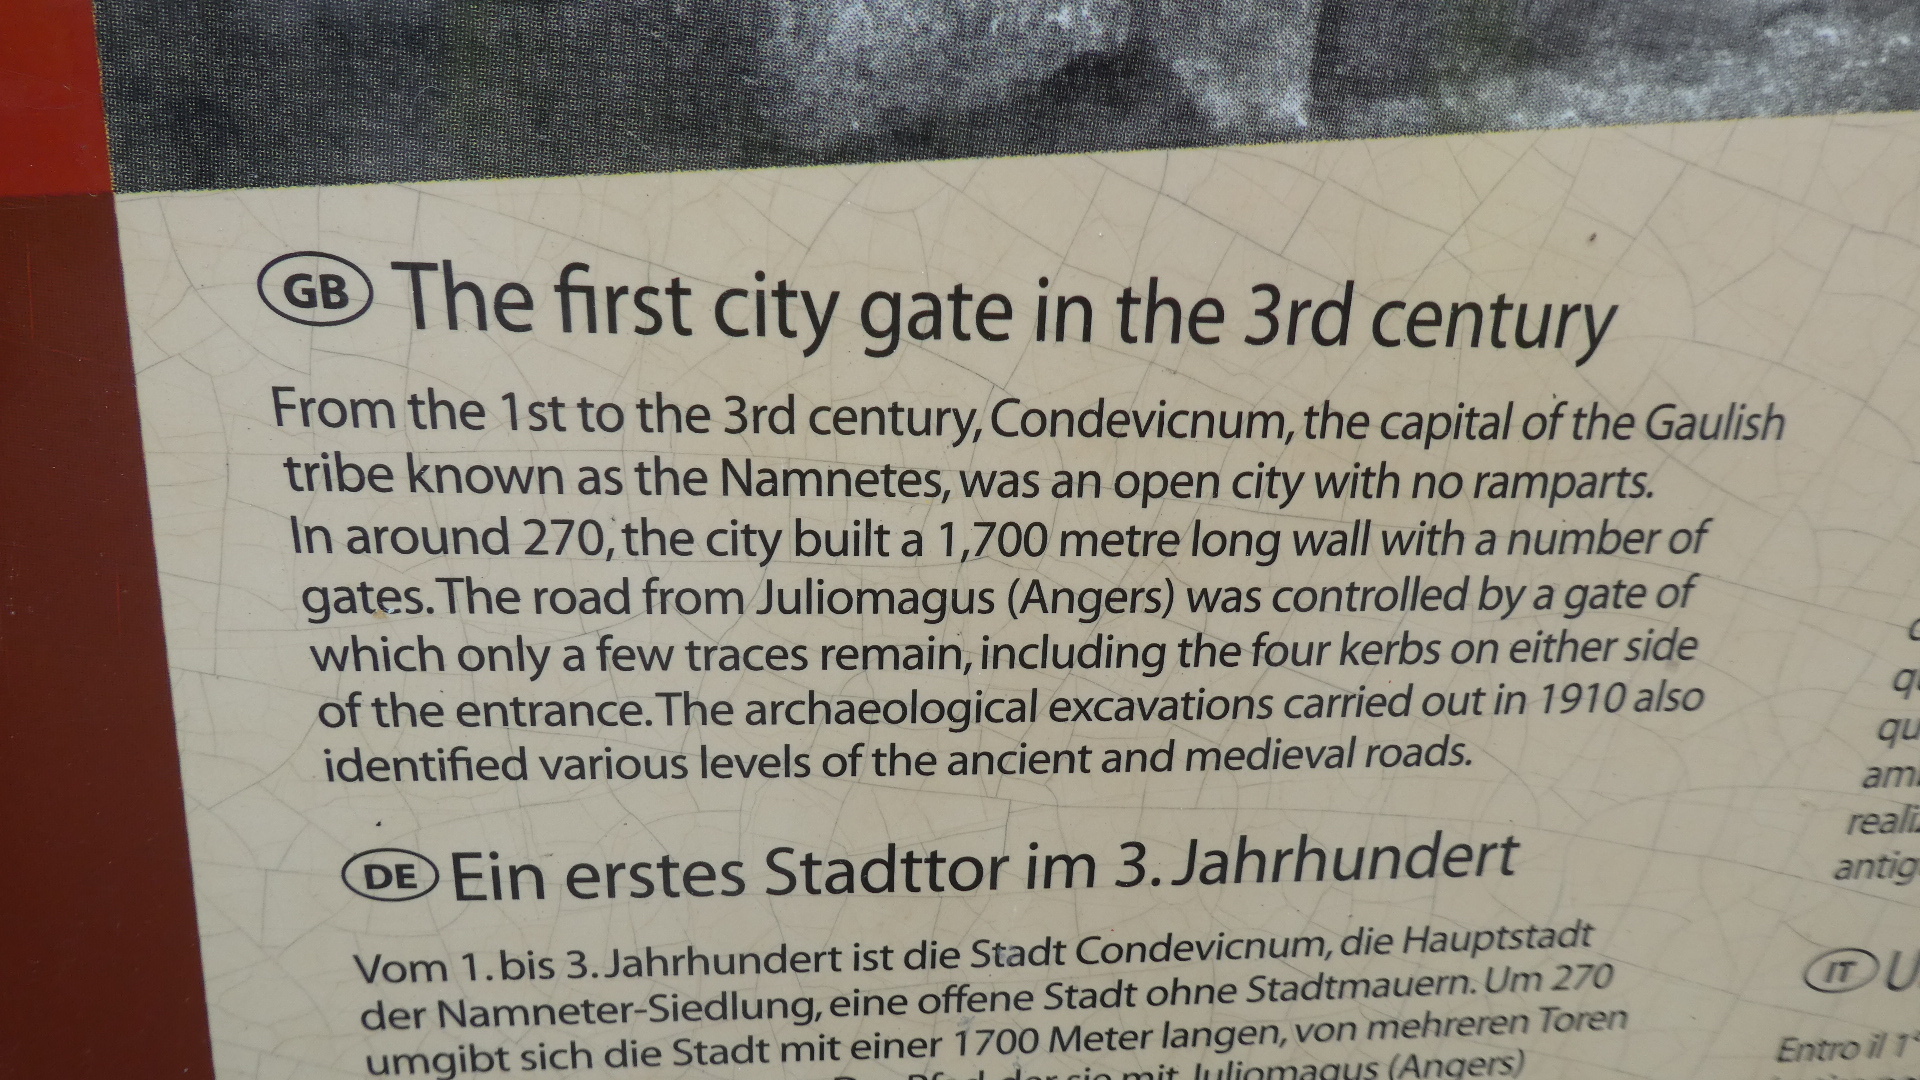 GB The first city gate in the 3rd century
From the 1st to the 3rd century, Condevicnum, the capital of the Gaulish
tribe known as the Namnetes, was an open city with no ramparts.
In around 270, the city built a 1,700 metre long wall with a number of
gates. The road from Juliomagus (Angers) was controlled by a gate of
which only a few traces remain, including the four kerbs on either side
of the entrance. The archaeological excavations carried out in 1910 also
identified various levels of the ancient and medieval roads.
DE Ein erstes Stadttor im 3. Jahrhundert
Vom 1. bis 3. Jahrhundert ist die Stadt Condevicnum, die Hauptstadt
der Namneter-Siedlung, eine offene Stadt ohne Stadtmauern. Um 270
umgibt sich die Stadt mit einer 1700 Meter langen, von mehreren Toren
der sie mit Juliomagus (Angers)
IT
Entro il